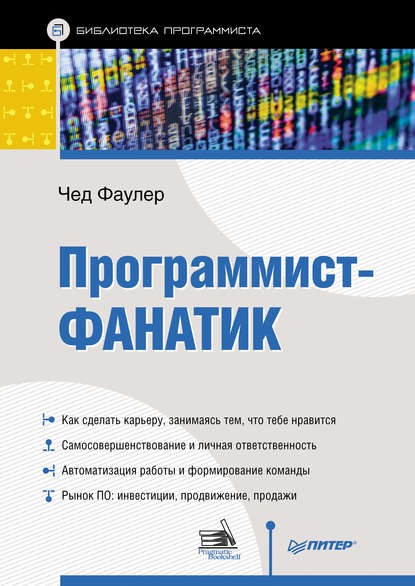 БИБЛИОТЕКА ПРОГРАММИСТА
Чед Фаулер
Программист-
ФАНАТИК
Как сделать карьеру, занимаясь тем, что тебе нравится
Самосовершенствование и личная ответственность
Автоматизация работы и формирование команды
Рынок ПО: инвестиции, продвижение, продажи
Pragmatic
Bookshelf
ПИТЕР